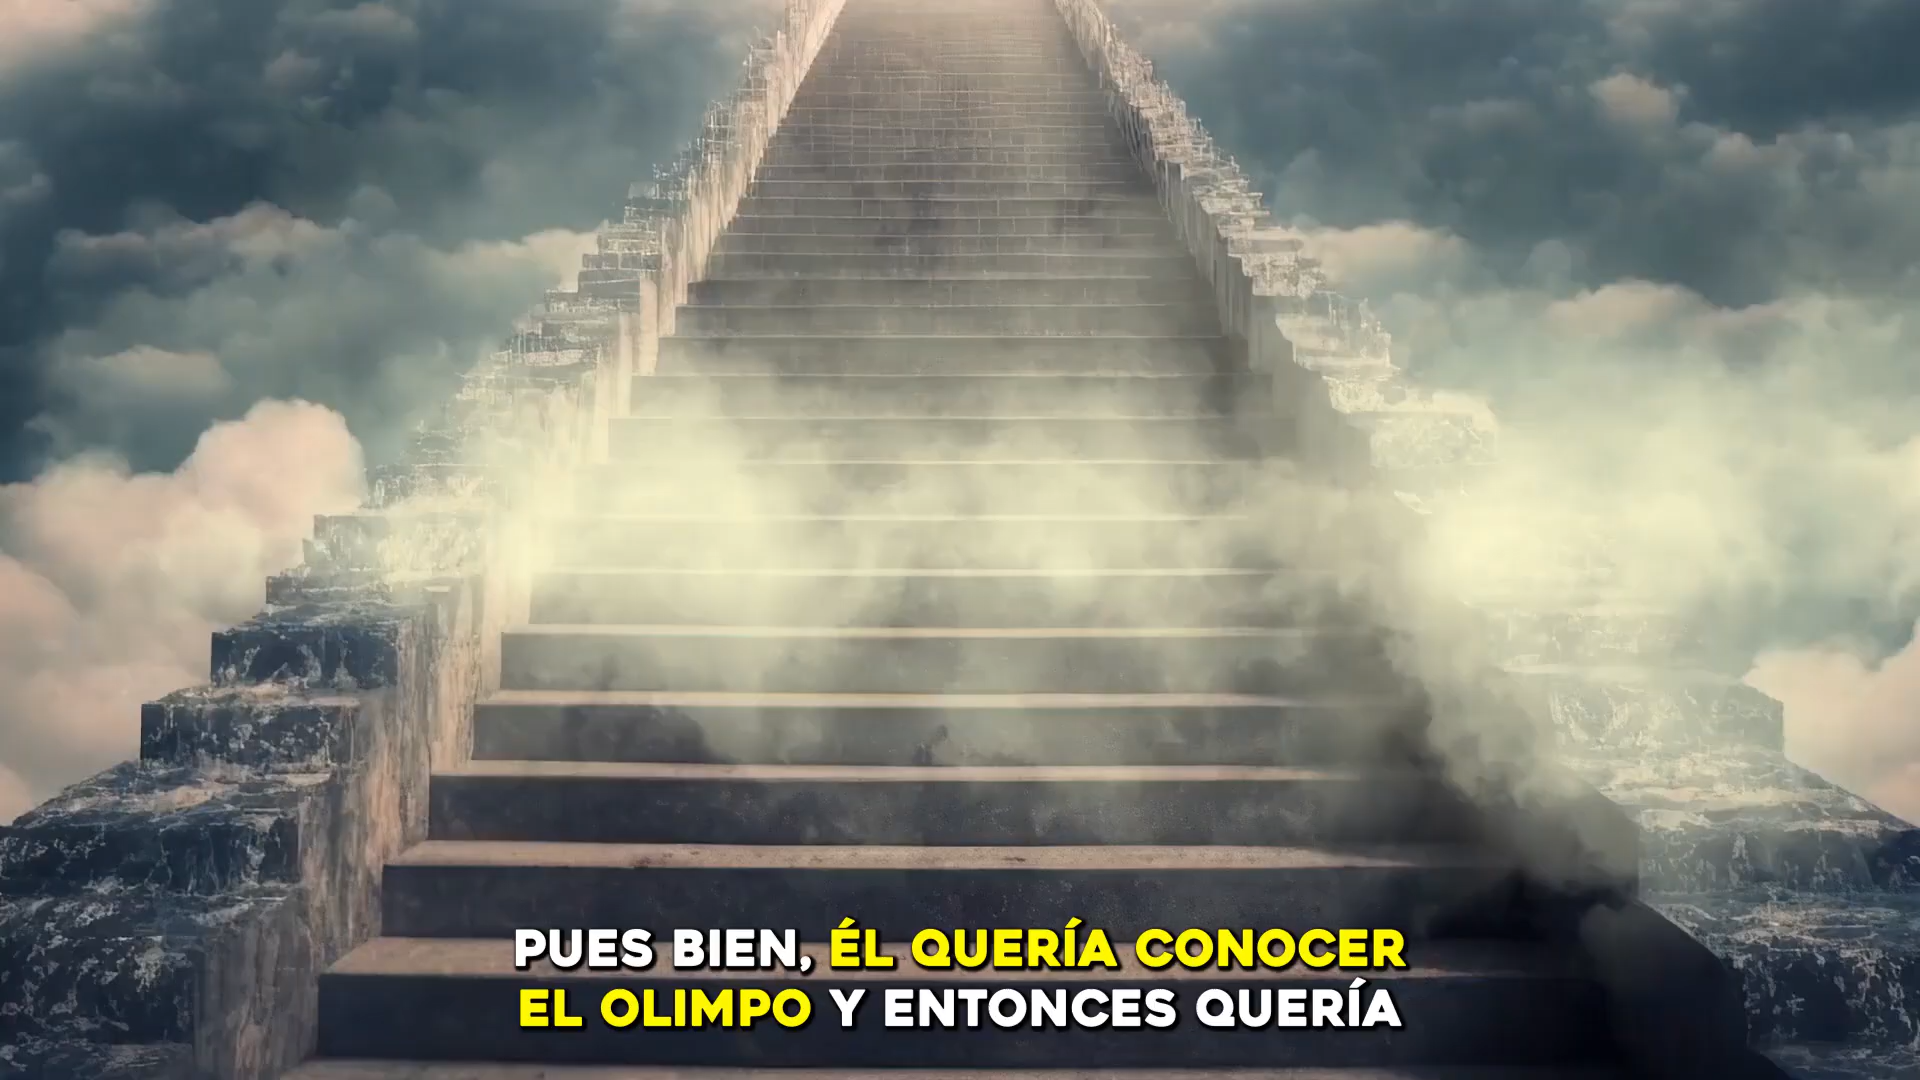 PUES BIEN, ÉL QUERÍA CONOCER
EL OLIMPO Y ENTONCES QUERÍA